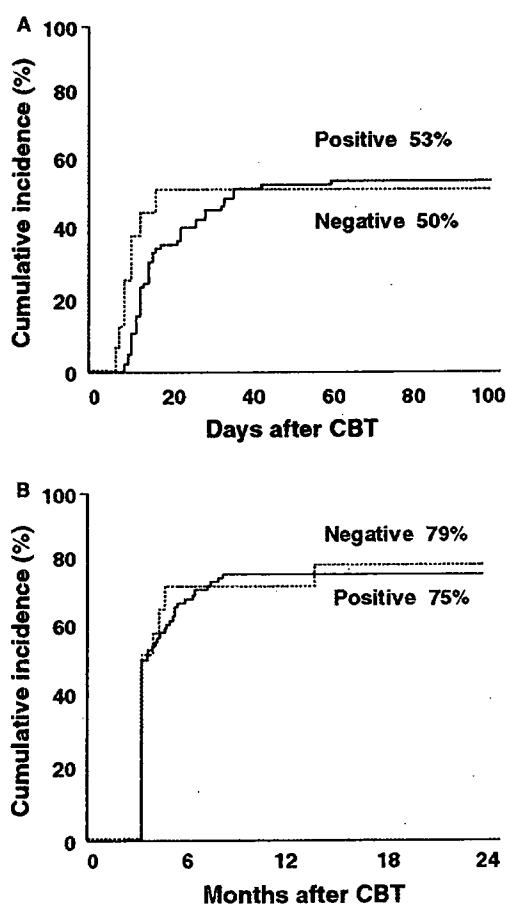 A
100
80
60
40
20
0
Cumulative incidence (%)
Positive 53%
Negative 50%
0 20 40 60 80 100
Days after CBT
B
100
80
60
40
20
0
Cumulative incidence (%)
Negative 79%
Positive 75%
0 6 12 18 24
Months after CBT